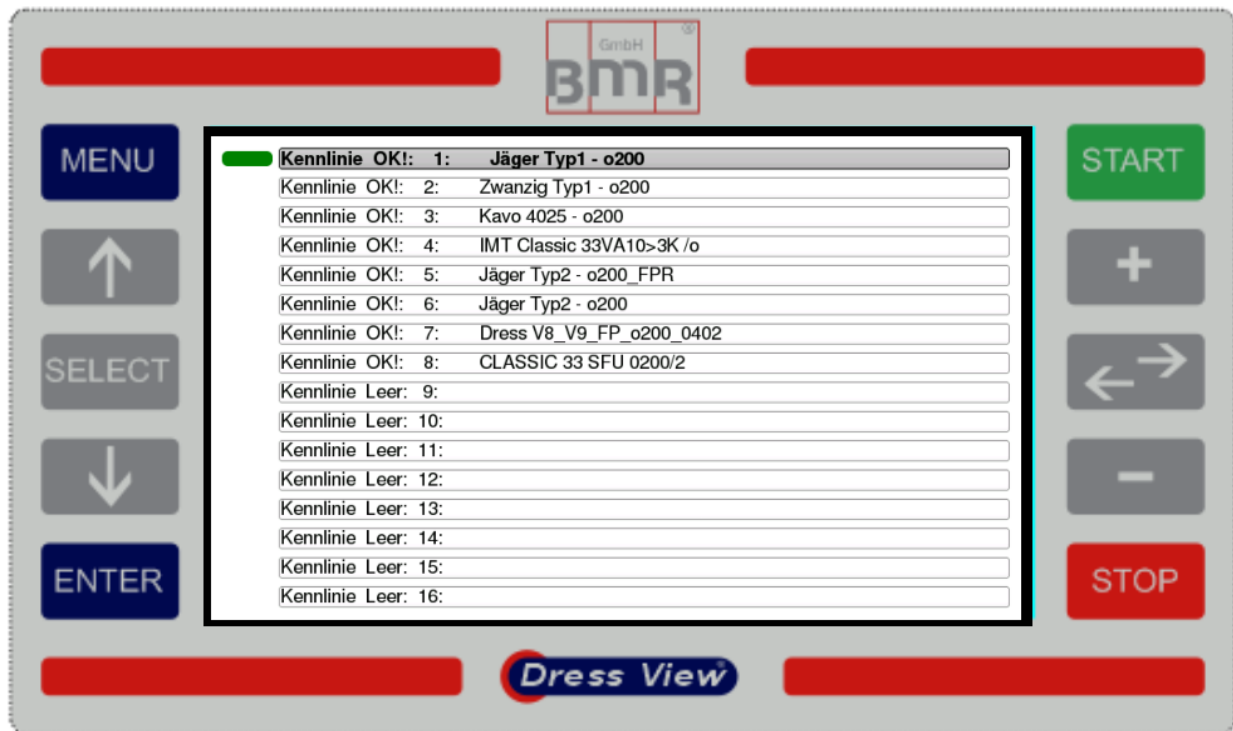 GmbH ®
BMR
MENU
START
SELECT
ENTER
STOP
+
-
Kennlinie OK!: 1: Jäger Typ1 - o200
Kennlinie OK!: 2: Zwanzig Typ1 - o200
Kennlinie OK!: 3: Kavo 4025 - o200
Kennlinie OK!: 4: IMT Classic 33VA10>3K /o
Kennlinie OK!: 5: Jäger Typ2 - o200_FPR
Kennlinie OK!: 6: Jäger Typ2 - o200
Kennlinie OK!: 7: Dress V8_V9_FP_o200_0402
Kennlinie OK!: 8: CLASSIC 33 SFU 0200/2
Kennlinie Leer: 9:
Kennlinie Leer: 10:
Kennlinie Leer: 11:
Kennlinie Leer: 12:
Kennlinie Leer: 13:
Kennlinie Leer: 14:
Kennlinie Leer: 15:
Kennlinie Leer: 16:
Dress View®